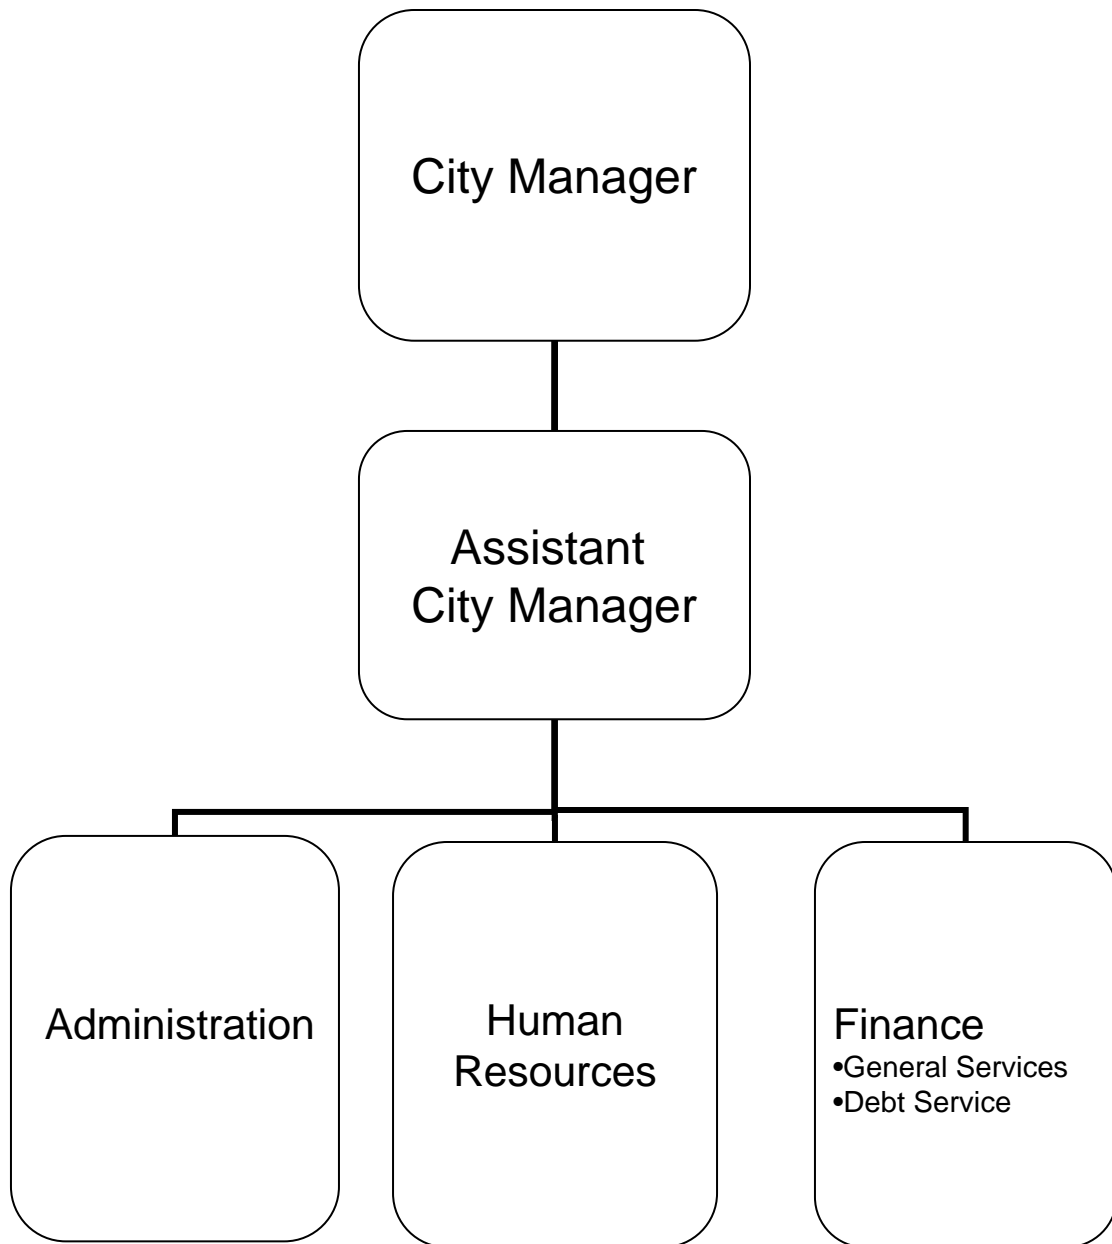 City Manager
Assistant
City Manager
Administration
Human
Resources
Finance
•General Services
•Debt Service